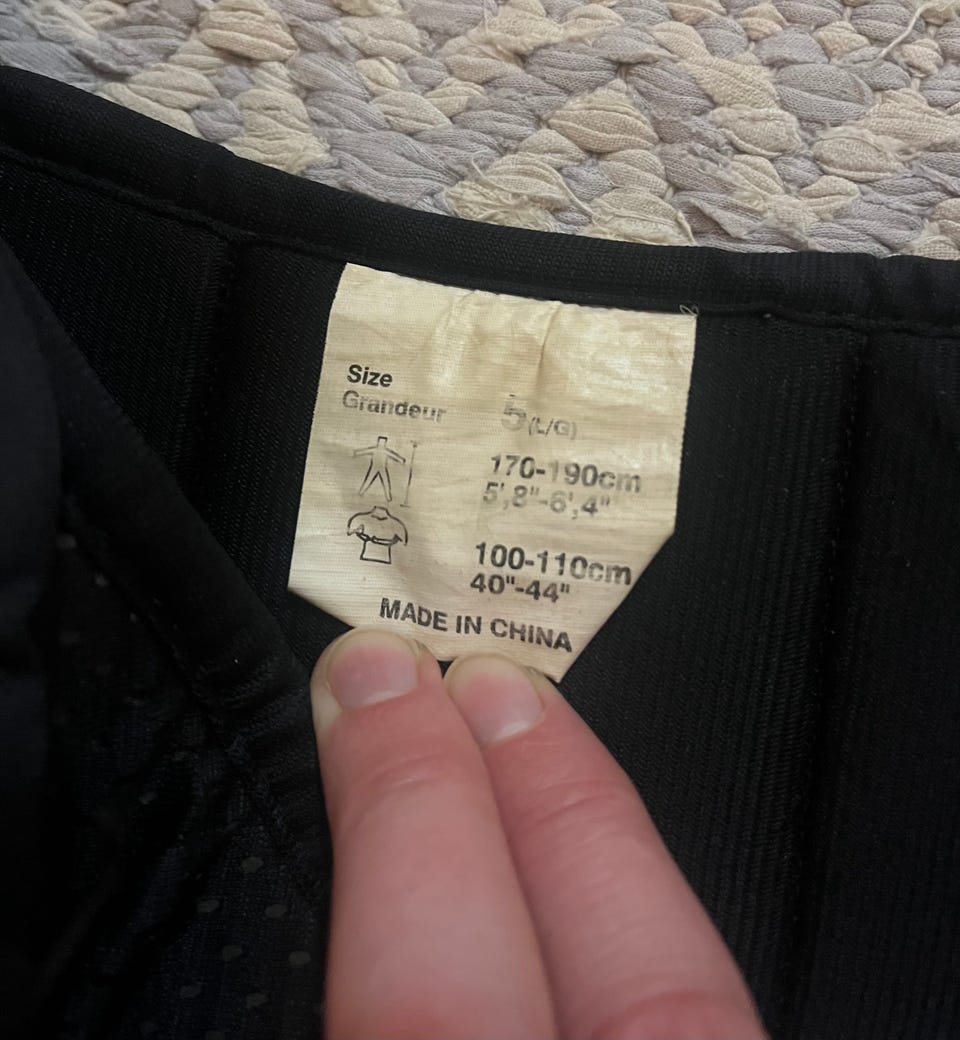 Size
Grandeur 5 (L/G)
170-190cm
5',8"-6',4"
100-110cm
40"-44"
MADE IN CHINA